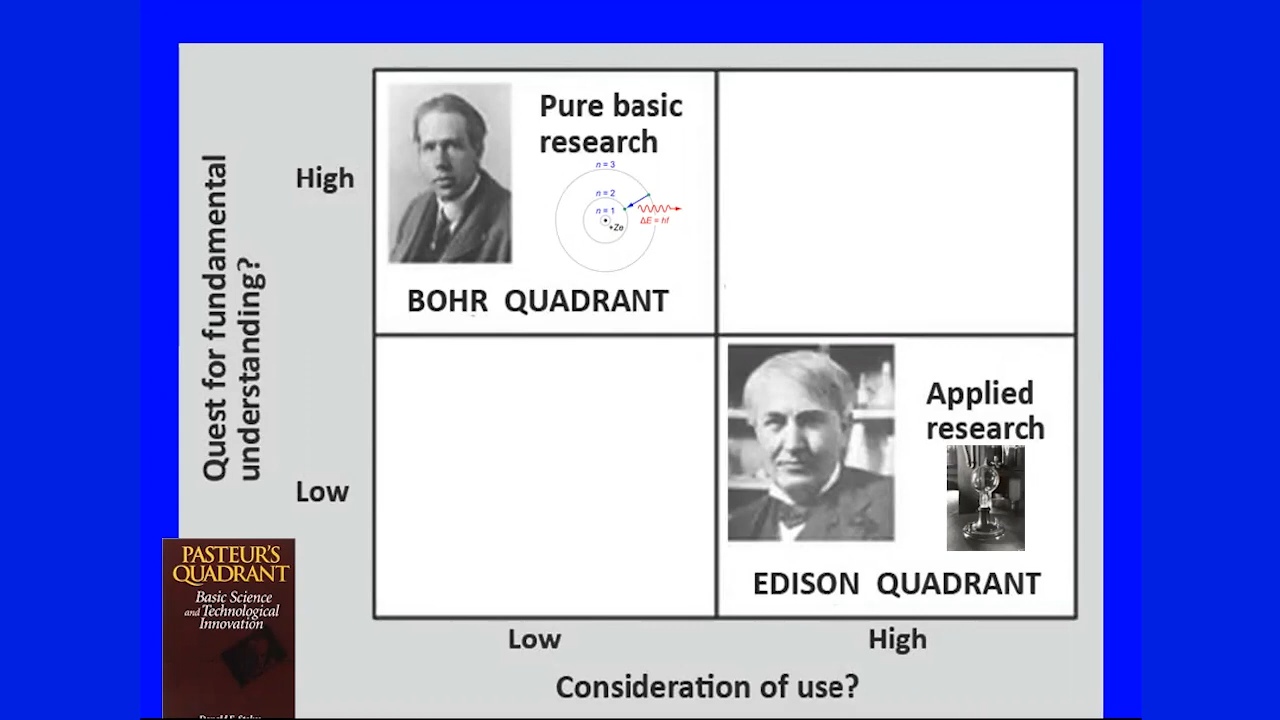 Pure basic
research
n = 3
n = 2
n = 1
+Ze
ΔE = hf
BOHR QUADRANT
High
Quest for fundamental
understanding?
Low
Applied
research
EDISON QUADRANT
Low
High
Consideration of use?
PASTEUR'S
QUADRANT
Basic Science
and Technological
Innovation